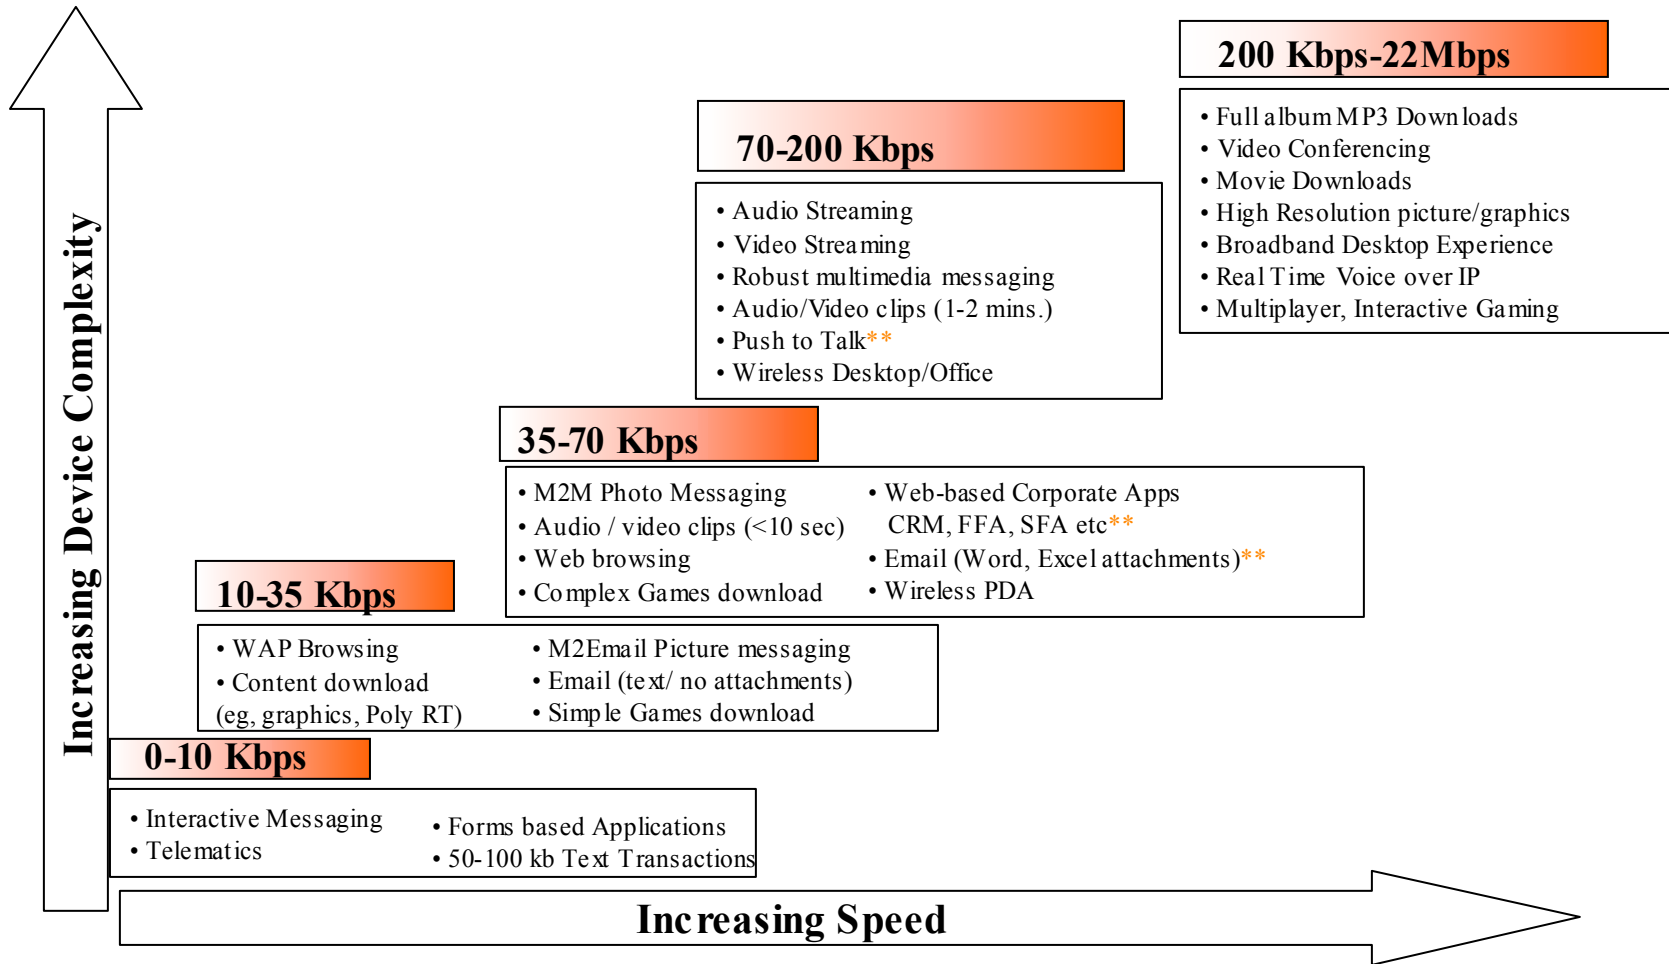 200 Kbps-22Mbps
• Full album MP3 Downloads
• Video Conferencing
• Movie Downloads
• High Resolution picture/graphics
• Broadband Desktop Experience
• Real Time Voice over IP
• Multiplayer, Interactive Gaming
70-200 Kbps
• Audio Streaming
• Video Streaming
• Robust multimedia messaging
• Audio/Video clips (1-2 mins.)
• Push to Talk**
• Wireless Desktop/Office
35-70 Kbps
• M2M Photo Messaging
• Audio / video clips (<10 sec)
• Web browsing
• Complex Games download
• Web-based Corporate Apps
CRM, FFA, SFA etc**
• Email (Word, Excel attachments)**
• Wireless PDA
10-35 Kbps
• WAP Browsing
• Content download
(eg, graphics, Poly RT)
• M2Email Picture messaging
• Email (text/ no attachments)
• Simple Games download
0-10 Kbps
• Interactive Messaging
• Telematics
• Forms based Applications
• 50-100 kb Text Transactions
Increasing Device Complexity
Increasing Speed